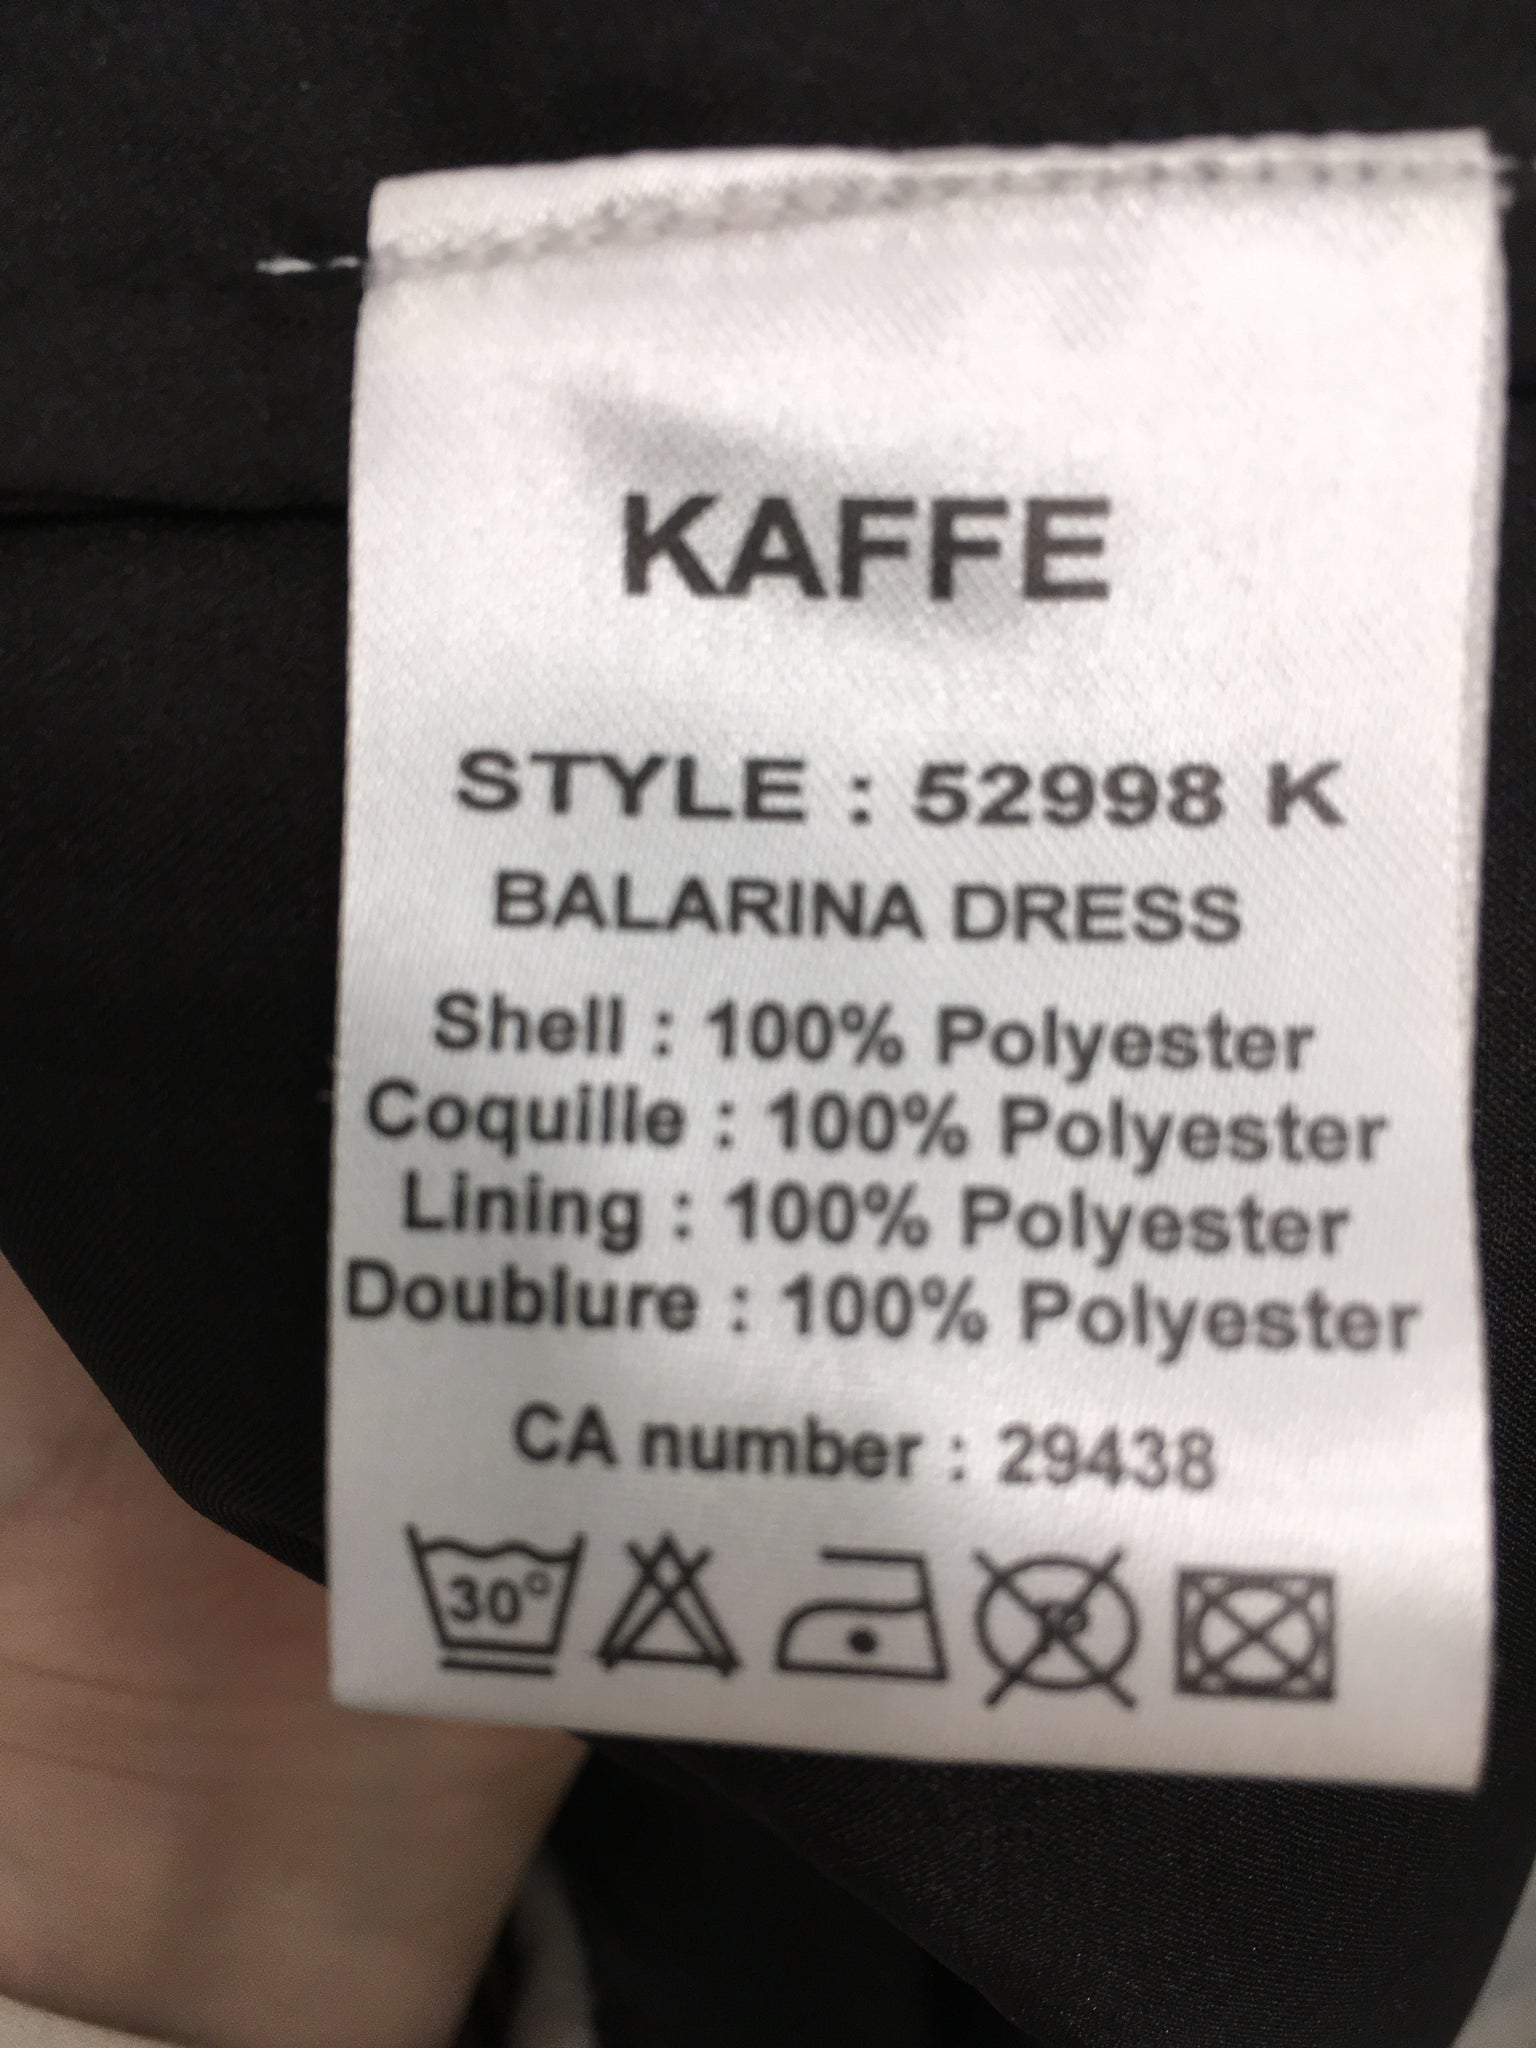 KAFFE
STYLE : 52998 K
BALARINA DRESS
Shell : 100% Polyester
Coquille : 100% Polyester
Lining : 100% Polyester
Doublure : 100% Polyester
CA number : 29438
30°